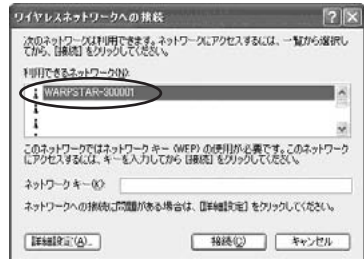 ワイヤレスネットワークへの接続
次のネットワークは利用できます。ネットワークにアクセスするには、一覧から選択し
てから、[接続] をクリックしてください。
利用できるネットワーク(N):
WARPSTAR-300001
このネットワークではネットワーク キー (WEP) の使用が必要です。このネットワーク
にアクセスするには、キーを入力してから [接続] をクリックしてください。
ネットワーク キー(K):
ネットワークへの接続に問題がある場合は、[詳細設定] をクリックしてください。
詳細設定(A)...
接続(C)
キャンセル